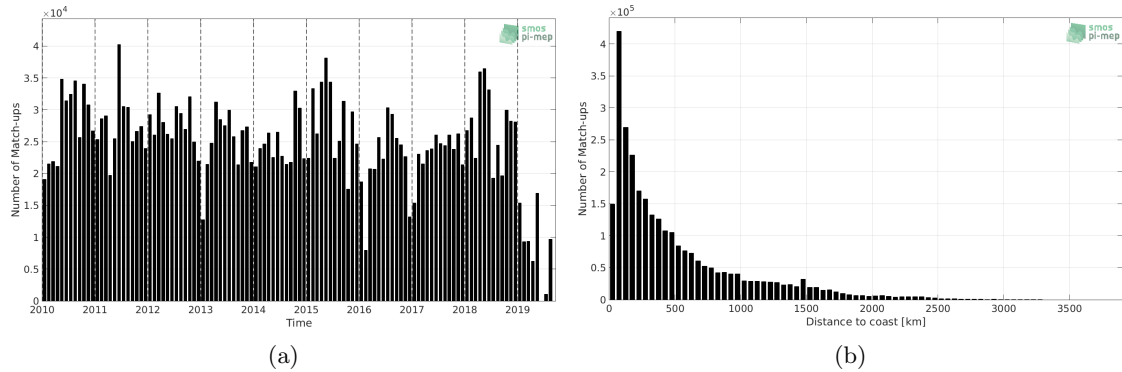 ×10⁴
4
3.5
3
2.5
2
1.5
1
0.5
0
Number of Match-ups
2010 2011 2012 2013 2014 2015 2016 2017 2018 2019
Time
smos
pi-mep
(a)
×10⁵
4
3.5
3
2.5
2
1.5
1
0.5
0
Number of Match-ups
0 500 1000 1500 2000 2500 3000 3500
Distance to coast [km]
smos
pi-mep
(b)